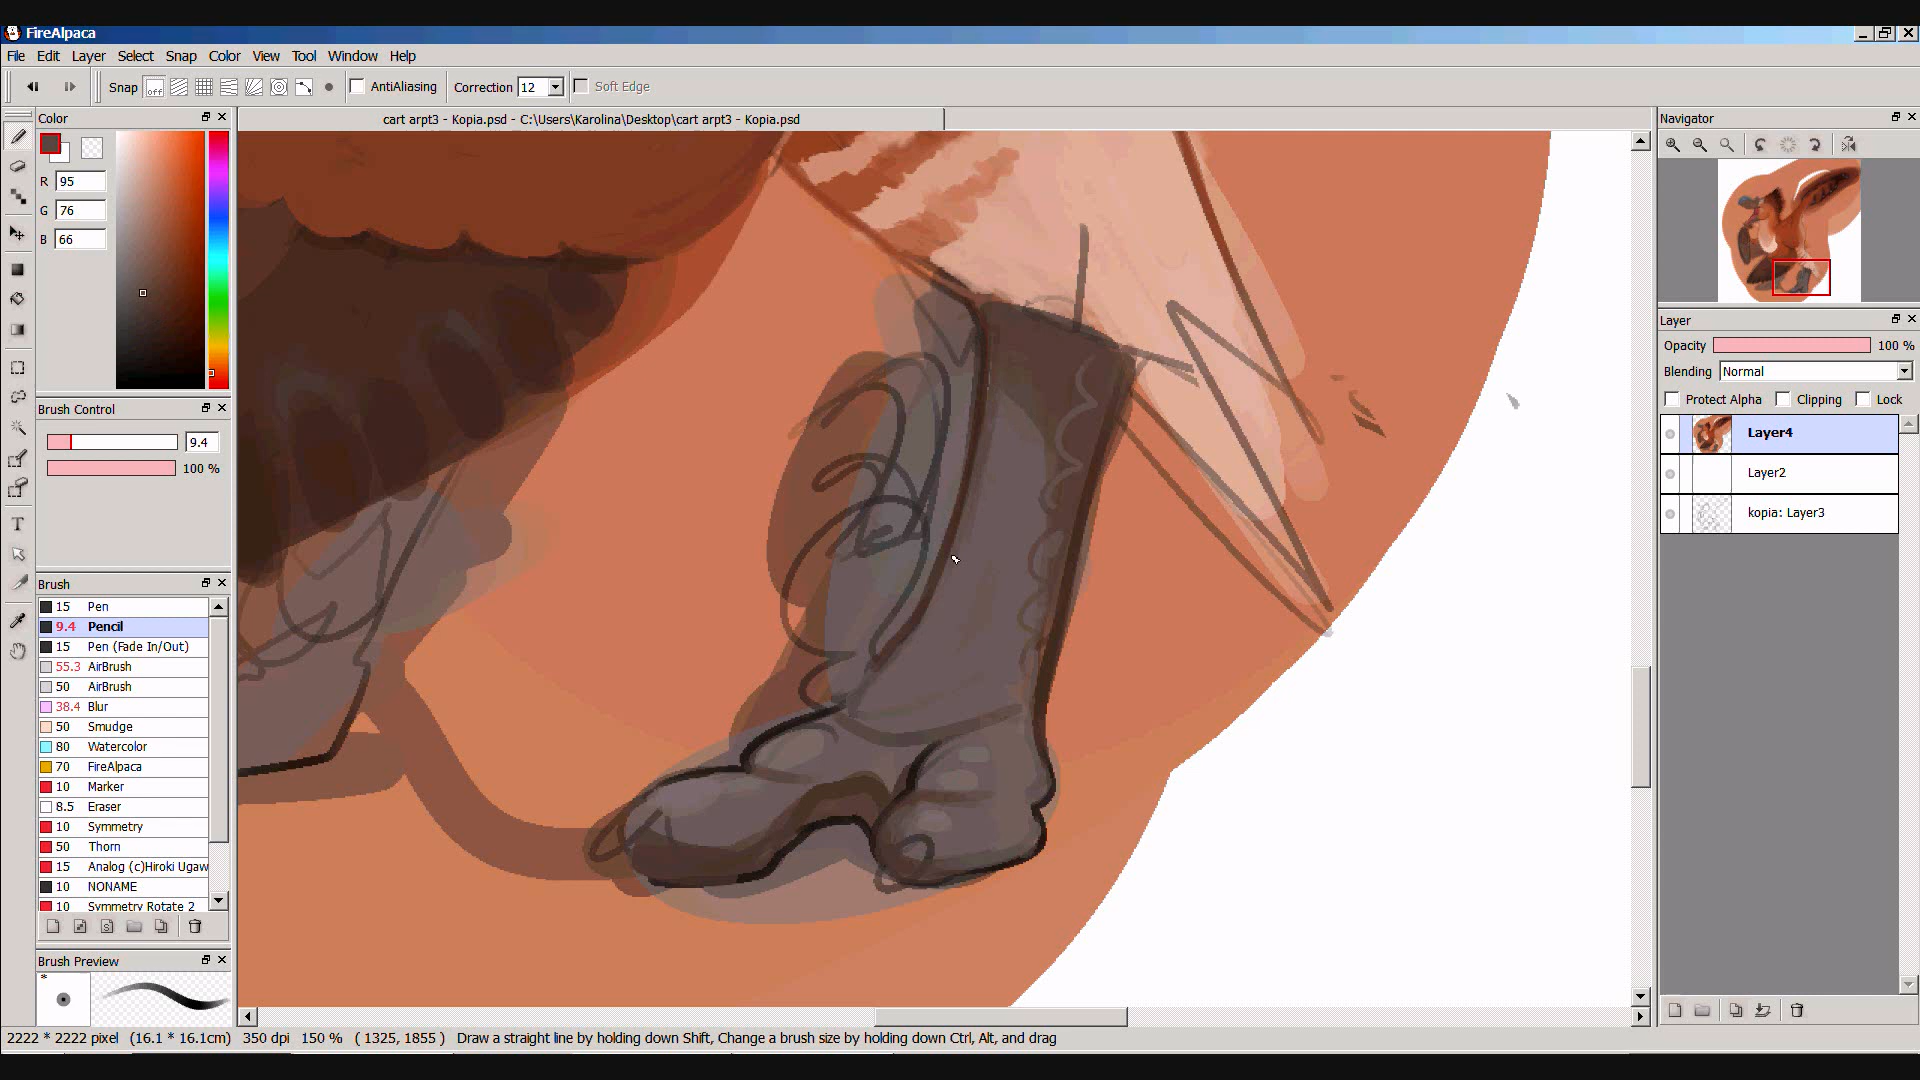 FireAlpaca
File Edit Layer Select Snap Color View Tool Window Help
Snap off AntiAliasing Correction 12 Soft Edge
Color
cart arpt3 - Kopia.psd - C:\Users\Karolina\Desktop\cart arpt3 - Kopia.psd
Navigator
R 95
G 76
B 66
Layer
Opacity 100 %
Blending Normal
Protect Alpha Clipping Lock
Layer4
Layer2
kopia: Layer3
Brush Control
9.4
100 %
Brush
15 Pen
9.4 Pencil
15 Pen (Fade In/Out)
55.3 AirBrush
50 AirBrush
38.4 Blur
50 Smudge
80 Watercolor
70 FireAlpaca
10 Marker
8.5 Eraser
10 Symmetry
50 Thorn
15 Analog (c)Hiroki Ugaw
10 NONAME
10 Symmetry Rotate 2
Brush Preview
*
2222 * 2222 pixel (16.1 * 16.1cm) 350 dpi 150 % ( 1325, 1855 ) Draw a straight line by holding down Shift, Change a brush size by holding down Ctrl, Alt, and drag